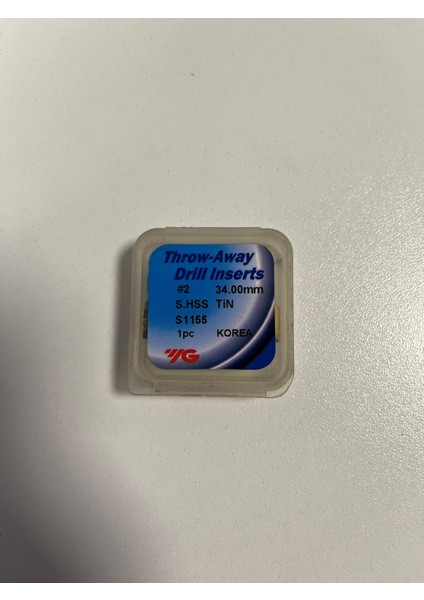 Throw-Away
Drill Inserts
#2 34.00mm
S.HSS TiN
S1155
1pc KOREA
YG